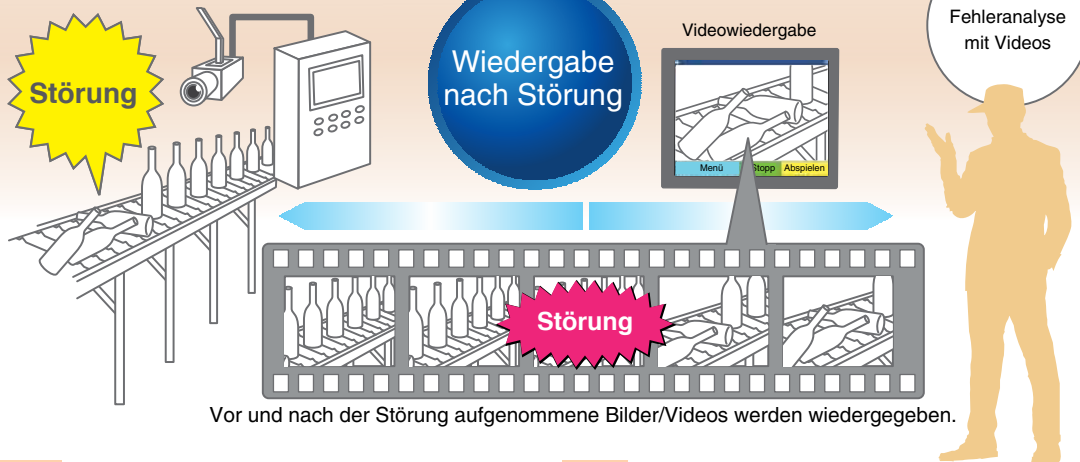 Störung
Wiedergabe
nach Störung
Videowiedergabe
Menü
Stopp
Abspielen
Fehleranalyse
mit Videos
Störung
Vor und nach der Störung aufgenommene Bilder/Videos werden wiedergegeben.